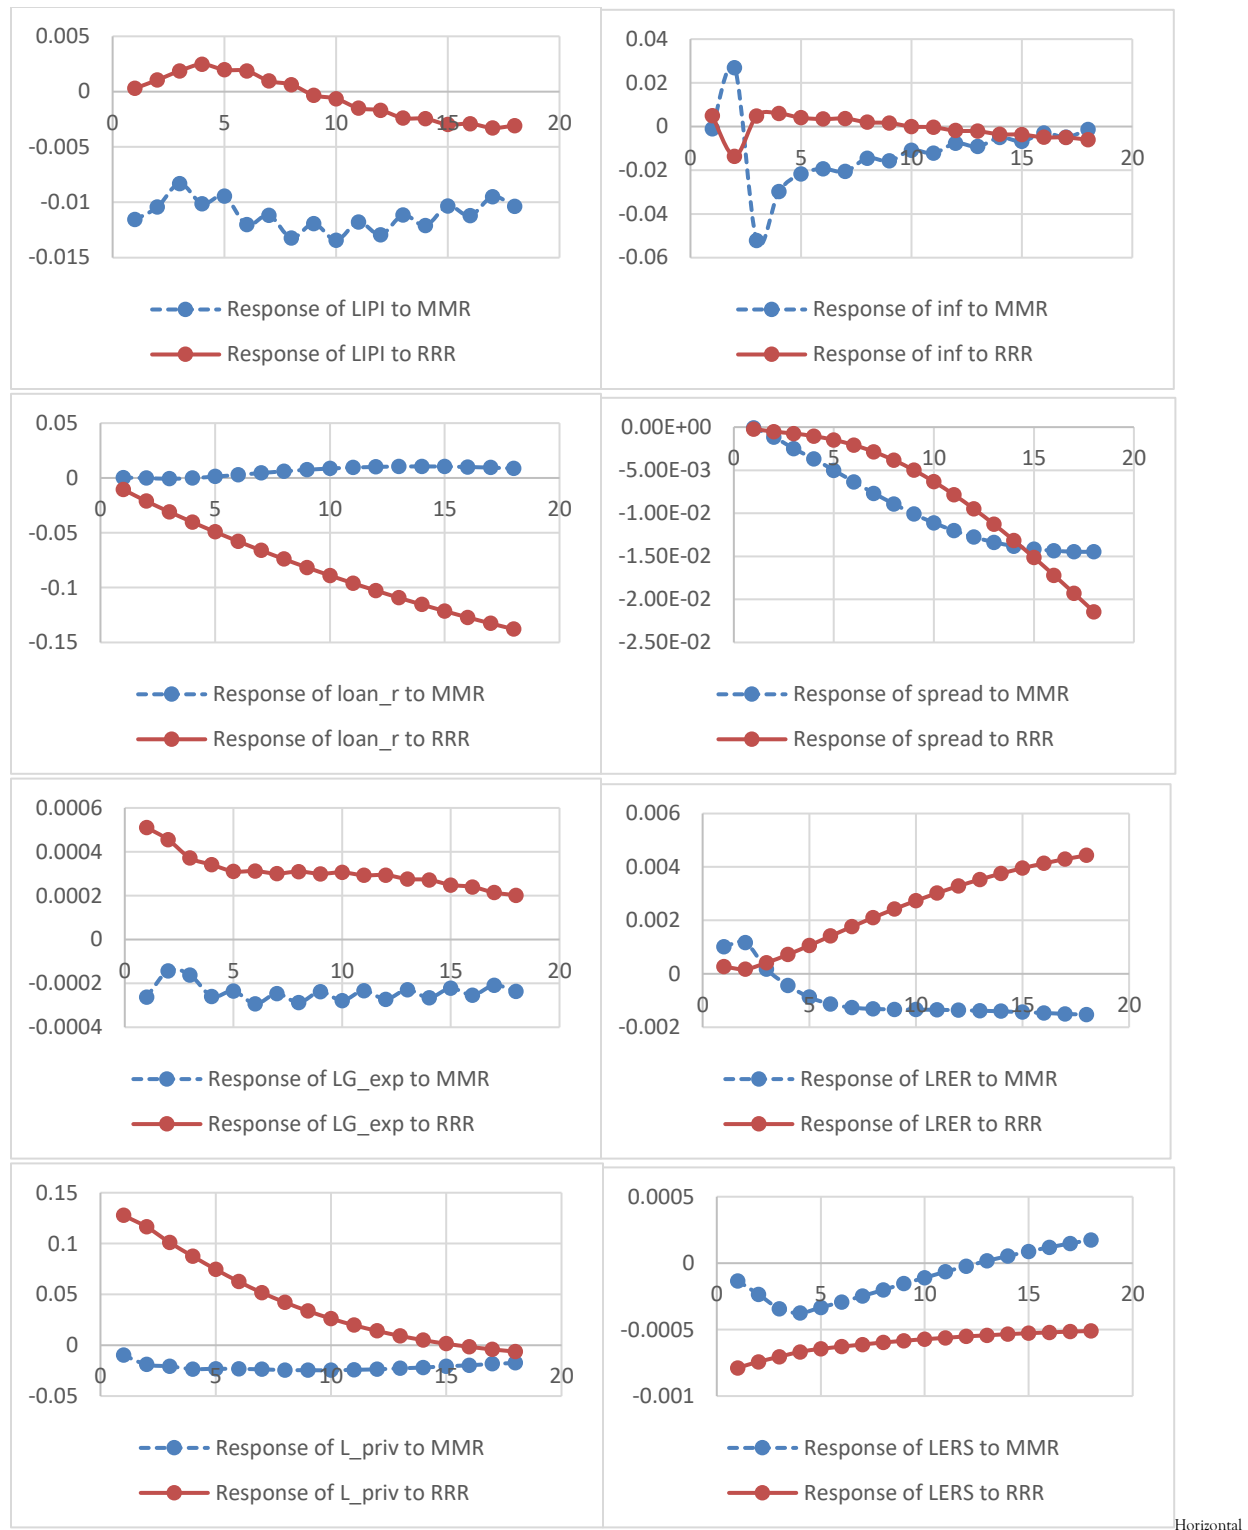 0.005
0
-0.005
-0.01
-0.015
0 5 10 15 20
Response of LIPI to MMR
Response of LIPI to RRR
0.04
0.02
0
-0.02
-0.04
-0.06
0 5 10 15 20
Response of inf to MMR
Response of inf to RRR
0.05
0
-0.05
-0.1
-0.15
0 5 10 15 20
Response of loan_r to MMR
Response of loan_r to RRR
0.00E+00
-5.00E-03
-1.00E-02
-1.50E-02
-2.00E-02
-2.50E-02
0 5 10 15 20
Response of spread to MMR
Response of spread to RRR
0.0006
0.0004
0.0002
0
-0.0002
-0.0004
0 5 10 15 20
Response of LG_exp to MMR
Response of LG_exp to RRR
0.006
0.004
0.002
0
-0.002
0 5 10 15 20
Response of LRER to MMR
Response of LRER to RRR
0.15
0.1
0.05
0
-0.05
0 5 10 15 20
Response of L_priv to MMR
Response of L_priv to RRR
0.0005
0
-0.0005
-0.001
0 5 10 15 20
Response of LERS to MMR
Response of LERS to RRR
Horizontal